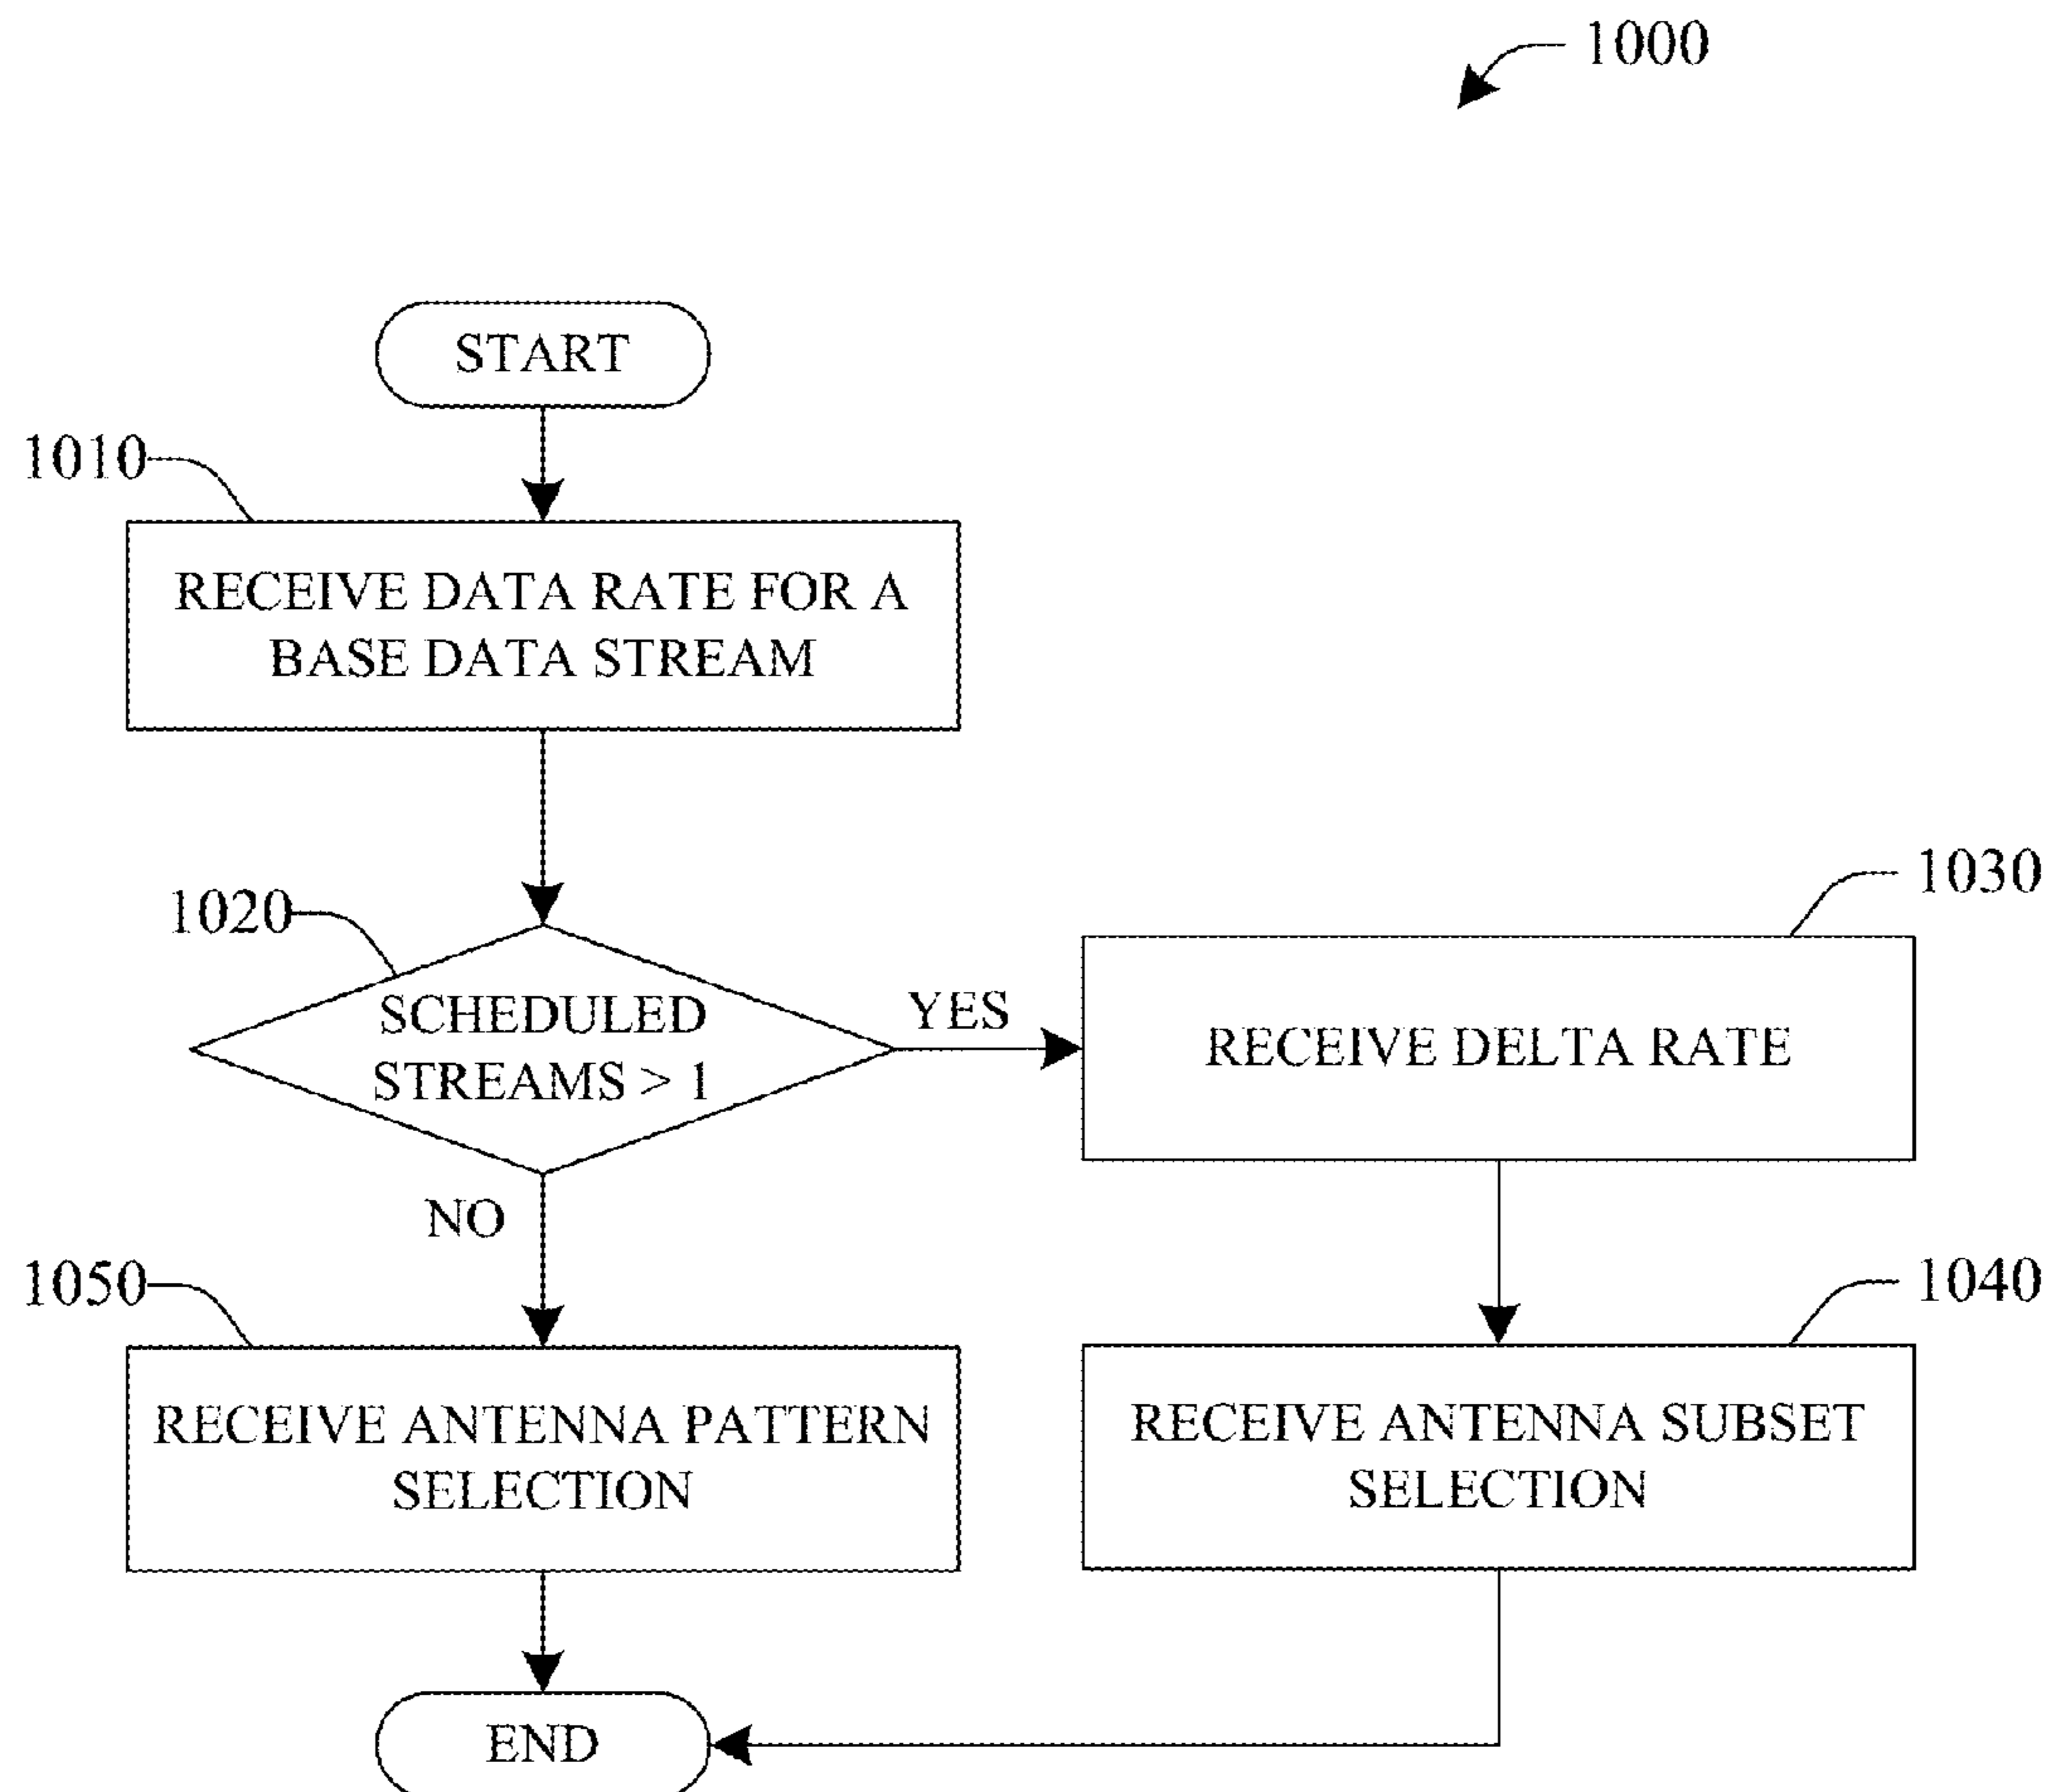 1000
START
1010
RECEIVE DATA RATE FOR A
BASE DATA STREAM
1020
SCHEDULED
STREAMS > 1
YES
1030
RECEIVE DELTA RATE
NO
1050
RECEIVE ANTENNA PATTERN
SELECTION
1040
RECEIVE ANTENNA SUBSET
SELECTION
END